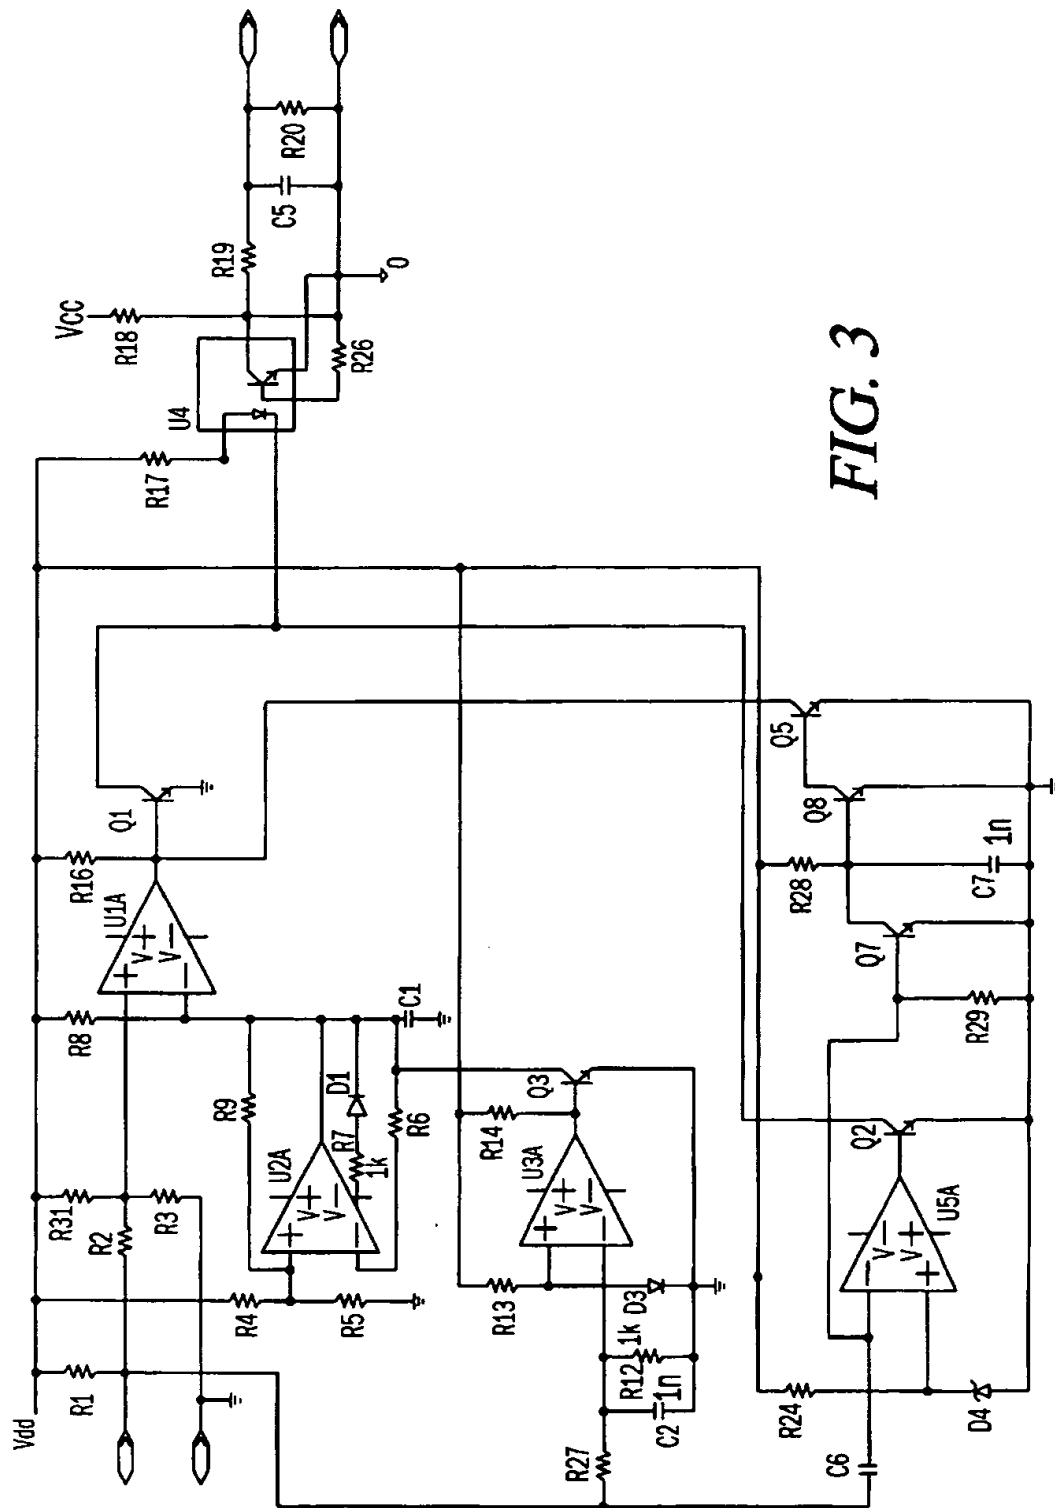 Vdd
R1
R31
R2
R3
R4
R5
R8
R9
U2A
V+
V-
+
-
R7
1k
D1
R6
C1
R16
U1A
+
V+
V-
-
Q1
R17
U4
VCC
R18
R19
C5
R20
R26
0
R27
C2
1n
R12
1k
D3
R13
U3A
+
V+
V-
-
R14
Q3
C6
R24
D4
U5A
-
V-
V+
+
Q2
R29
Q7
R28
C7
1n
Q8
Q5
FIG. 3